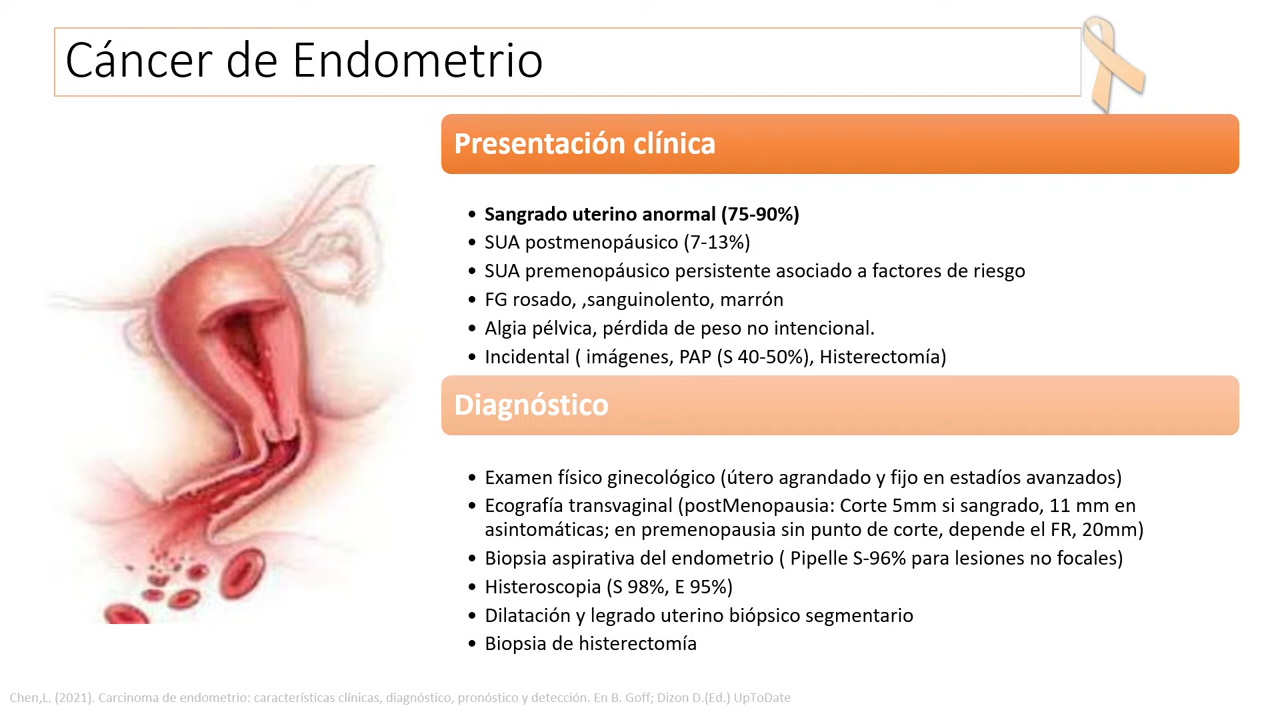 Cáncer de Endometrio
Presentación clínica
• Sangrado uterino anormal (75-90%)
• SUA postmenopáusico (7-13%)
• SUA premenopáusico persistente asociado a factores de riesgo
• FG rosado, ,sanguinolento, marrón
• Algia pélvica, pérdida de peso no intencional.
• Incidental ( imágenes, PAP (S 40-50%), Histerectomía)
Diagnóstico
• Examen físico ginecológico (útero agrandado y fijo en estadíos avanzados)
• Ecografía transvaginal (postMenopausia: Corte 5mm si sangrado, 11 mm en
asintomáticas; en premenopausia sin punto de corte, depende el FR, 20mm)
• Biopsia aspirativa del endometrio ( Pipelle S-96% para lesiones no focales)
• Histeroscopia (S 98%, E 95%)
• Dilatación y legrado uterino biópsico segmentario
• Biopsia de histerectomía
Chen,L. (2021). Carcinoma de endometrio: características clínicas, diagnóstico, pronóstico y detección. En B. Goff; Dizon D.(Ed.) UpToDate